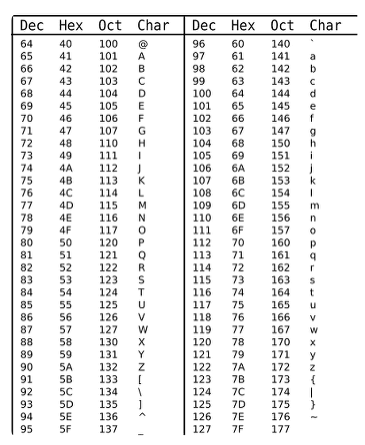 Dec Hex Oct Char Dec Hex Oct Char
64 40 100 @ 96 60 140 `
65 41 101 A 97 61 141 a
66 42 102 B 98 62 142 b
67 43 103 C 99 63 143 c
68 44 104 D 100 64 144 d
69 45 105 E 101 65 145 e
70 46 106 F 102 66 146 f
71 47 107 G 103 67 147 g
72 48 110 H 104 68 150 h
73 49 111 I 105 69 151 i
74 4A 112 J 106 6A 152 j
75 4B 113 K 107 6B 153 k
76 4C 114 L 108 6C 154 l
77 4D 115 M 109 6D 155 m
78 4E 116 N 110 6E 156 n
79 4F 117 O 111 6F 157 o
80 50 120 P 112 70 160 p
81 51 121 Q 113 71 161 q
82 52 122 R 114 72 162 r
83 53 123 S 115 73 163 s
84 54 124 T 116 74 164 t
85 55 125 U 117 75 165 u
86 56 126 V 118 76 166 v
87 57 127 W 119 77 167 w
88 58 130 X 120 78 170 x
89 59 131 Y 121 79 171 y
90 5A 132 Z 122 7A 172 z
91 5B 133 [ 123 7B 173 {
92 5C 134 \ 124 7C 174 |
93 5D 135 ] 125 7D 175 }
94 5E 136 ^ 126 7E 176 ~
95 5F 137 _ 127 7F 177